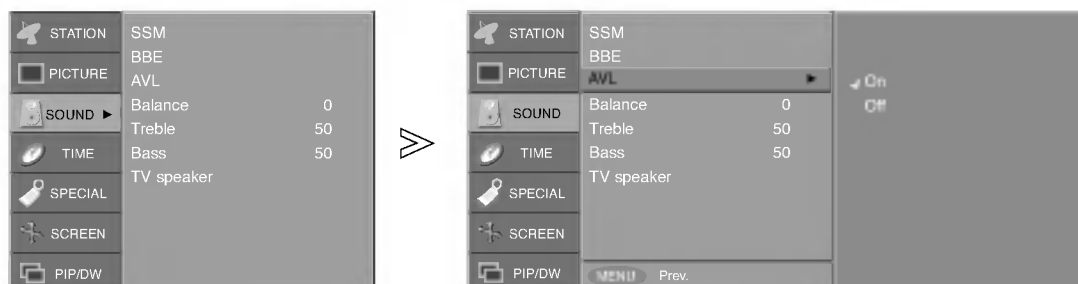 STATION
PICTURE
SOUND ►
TIME
SPECIAL
SCREEN
PIP/DW
SSM
BBE
AVL
Balance 0
Treble 50
Bass 50
TV speaker
STATION
PICTURE
SOUND
TIME
SPECIAL
SCREEN
PIP/DW
SSM
BBE
AVL ►
Balance 0
Treble 50
Bass 50
TV speaker
MENU Prev.
On
Off